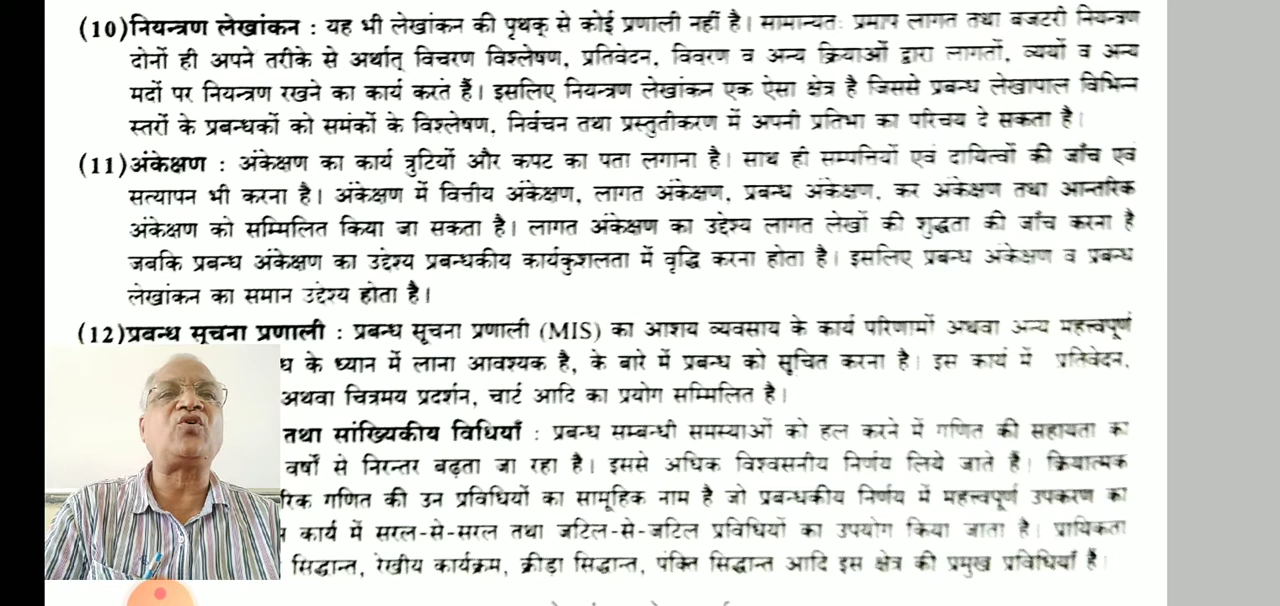 (10) नियन्त्रण लेखांकन : यह भी लेखांकन की पृथक् से कोई प्रणाली नहीं है। सामान्यतः प्रमाप लागत तथा बजटरी नियन्त्रण
दोनों ही अपने तरीके से अर्थात् विचरण विश्लेषण, प्रतिवेदन, विवरण व अन्य क्रियाओं द्वारा लागतों, व्ययों व अन्य
मदों पर नियन्त्रण रखने का कार्य करते हैं। इसलिए नियन्त्रण लेखांकन एक ऐसा क्षेत्र है जिससे प्रबन्ध लेखापाल विभिन्न
स्तरों के प्रबन्धकों को समंकों के विश्लेषण, निर्वचन तथा प्रस्तुतीकरण में अपनी प्रतिभा का परिचय दे सकता है।
(11) अंकेक्षण : अंकेक्षण का कार्य त्रुटियों और कपट का पता लगाना है। साथ ही सम्पत्तियों एवं दायित्वों की जाँच एवं
सत्यापन भी करना है। अंकेक्षण में वित्तीय अंकेक्षण, लागत अंकेक्षण, प्रबन्ध अंकेक्षण, कर अंकेक्षण तथा आन्तरिक
अंकेक्षण को सम्मिलित किया जा सकता है। लागत अंकेक्षण का उद्देश्य लागत लेखों की शुद्धता की जाँच करना है
जबकि प्रबन्ध अंकेक्षण का उद्देश्य प्रबन्धकीय कार्यकुशलता में वृद्धि करना होता है। इसलिए प्रबन्ध अंकेक्षण व प्रबन्ध
लेखांकन का समान उद्देश्य होता है।
(12) प्रबन्ध सूचना प्रणाली : प्रबन्ध सूचना प्रणाली (MIS) का आशय व्यवसाय के कार्य परिणामों अथवा अन्य महत्त्वपूर्ण
ध के ध्यान में लाना आवश्यक है, के बारे में प्रबन्ध को सूचित करना है। इस कार्य में प्रतिवेदन,
अथवा चित्रमय प्रदर्शन, चार्ट आदि का प्रयोग सम्मिलित है।
तथा सांख्यिकीय विधियाँ : प्रबन्ध सम्बन्धी समस्याओं को हल करने में गणित की सहायता का
वर्षों से निरन्तर बढ़ता जा रहा है। इससे अधिक विश्वसनीय निर्णय लिये जाते हैं। क्रियात्मक
रिक गणित की उन प्रविधियों का सामूहिक नाम है जो प्रबन्धकीय निर्णय में महत्त्वपूर्ण उपकरण का
कार्य में सरल-से-सरल तथा जटिल-से-जटिल प्रविधियों का उपयोग किया जाता है। प्रायिकता
सिद्धान्त, रेखीय कार्यक्रम, क्रीड़ा सिद्धान्त, पंक्ति सिद्धान्त आदि इस क्षेत्र की प्रमुख प्रविधियाँ हैं।